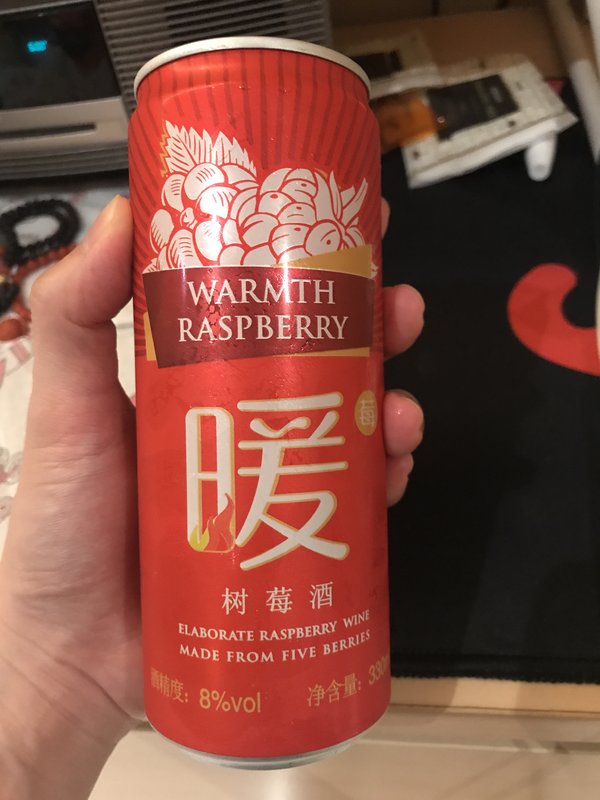 WARMTH
RASPBERRY
暖
莓
树莓酒
ELABORATE RASPBERRY WINE
MADE FROM FIVE BERRIES
酒精度: 8%vol
净含量: 330